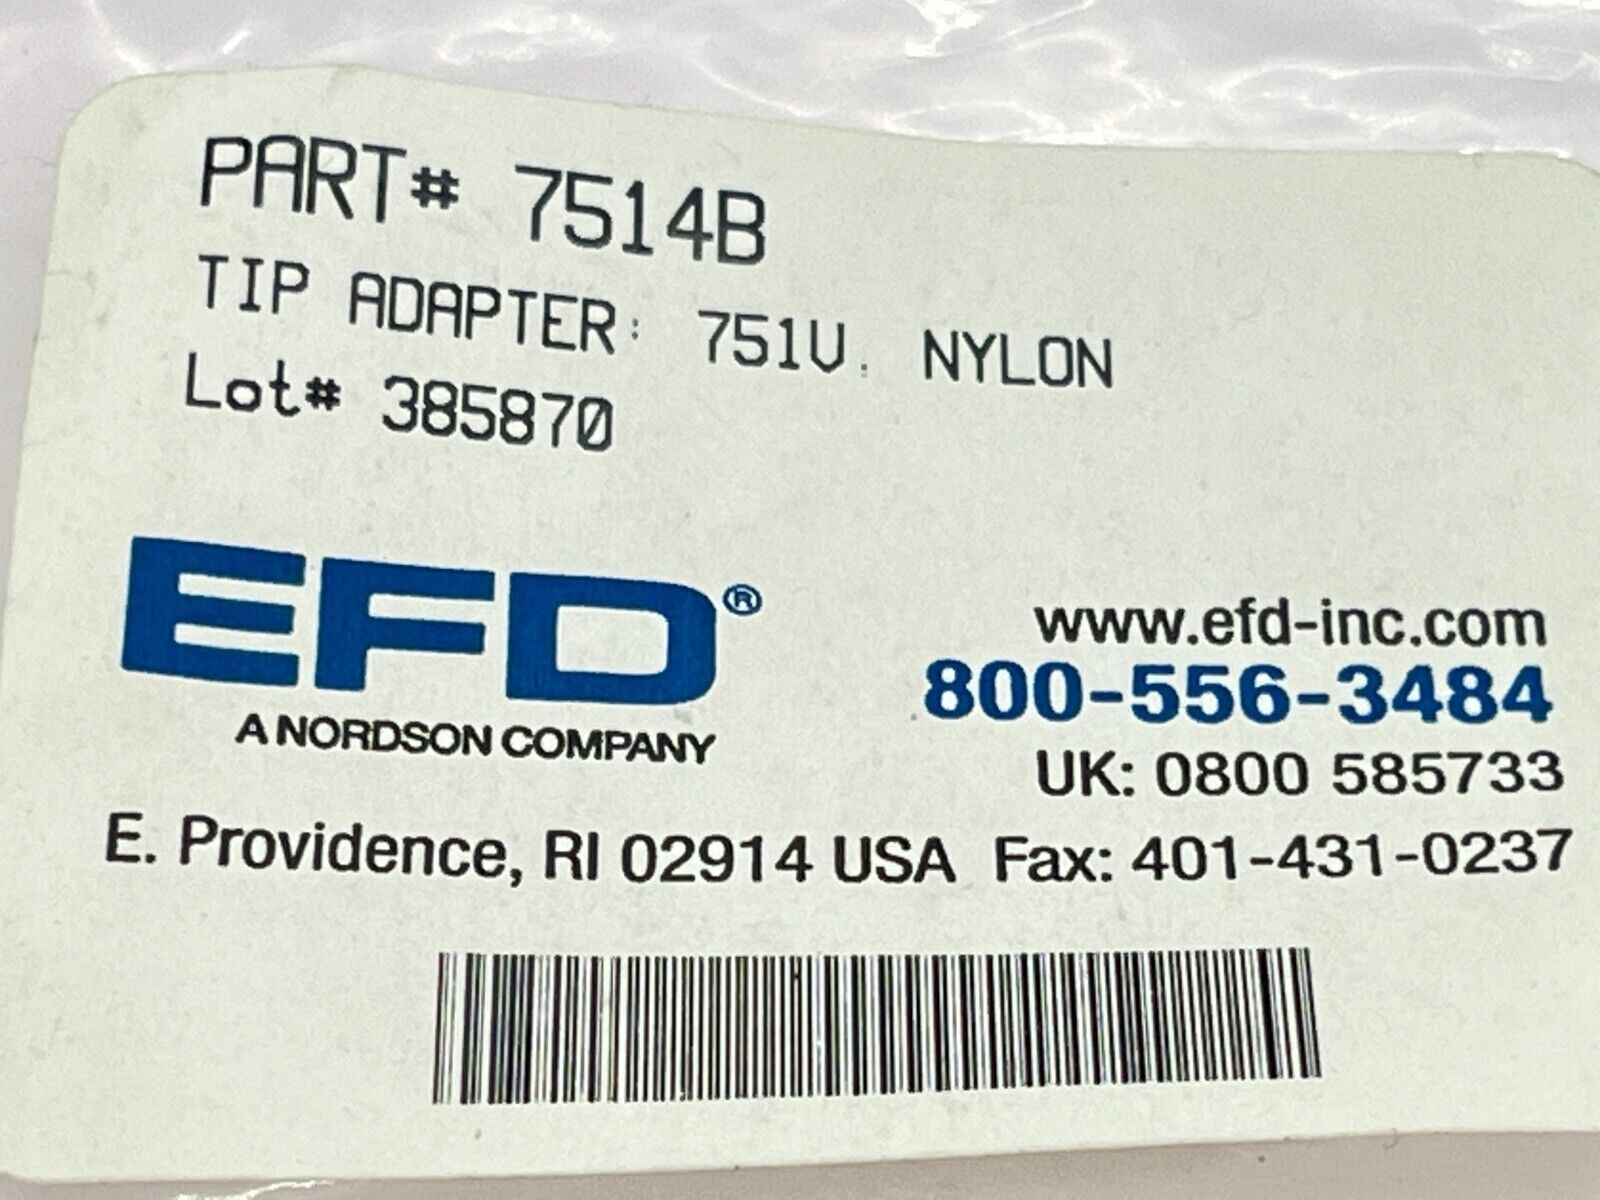 PART# 7514B
TIP ADAPTER: 751V, NYLON
Lot# 385870
EFD®
A NORDSON COMPANY
www.efd-inc.com
800-556-3484
UK: 0800 585733
E. Providence, RI 02914 USA Fax: 401-431-0237